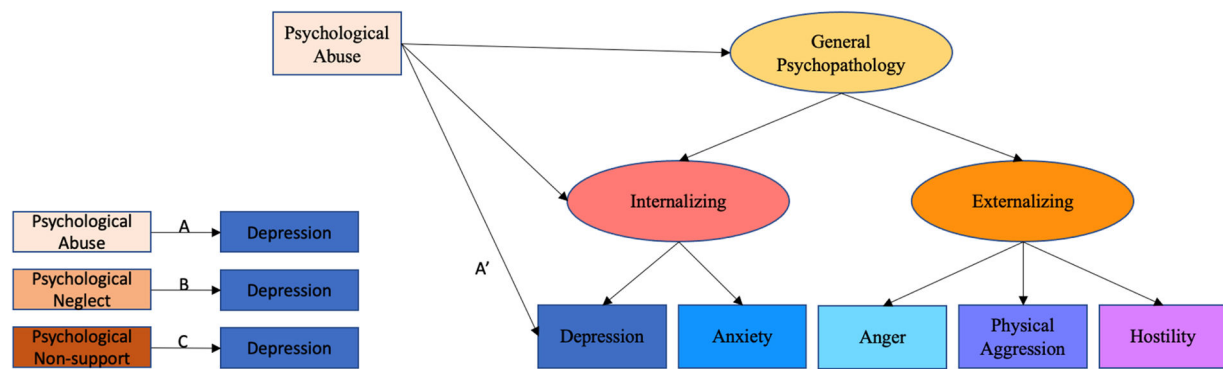 Psychological
Abuse
General
Psychopathology
Internalizing
Externalizing
Psychological
Abuse
A
Depression
Psychological
Neglect
B
Depression
Psychological
Non-support
C
Depression
A’
Depression
Anxiety
Anger
Physical
Aggression
Hostility